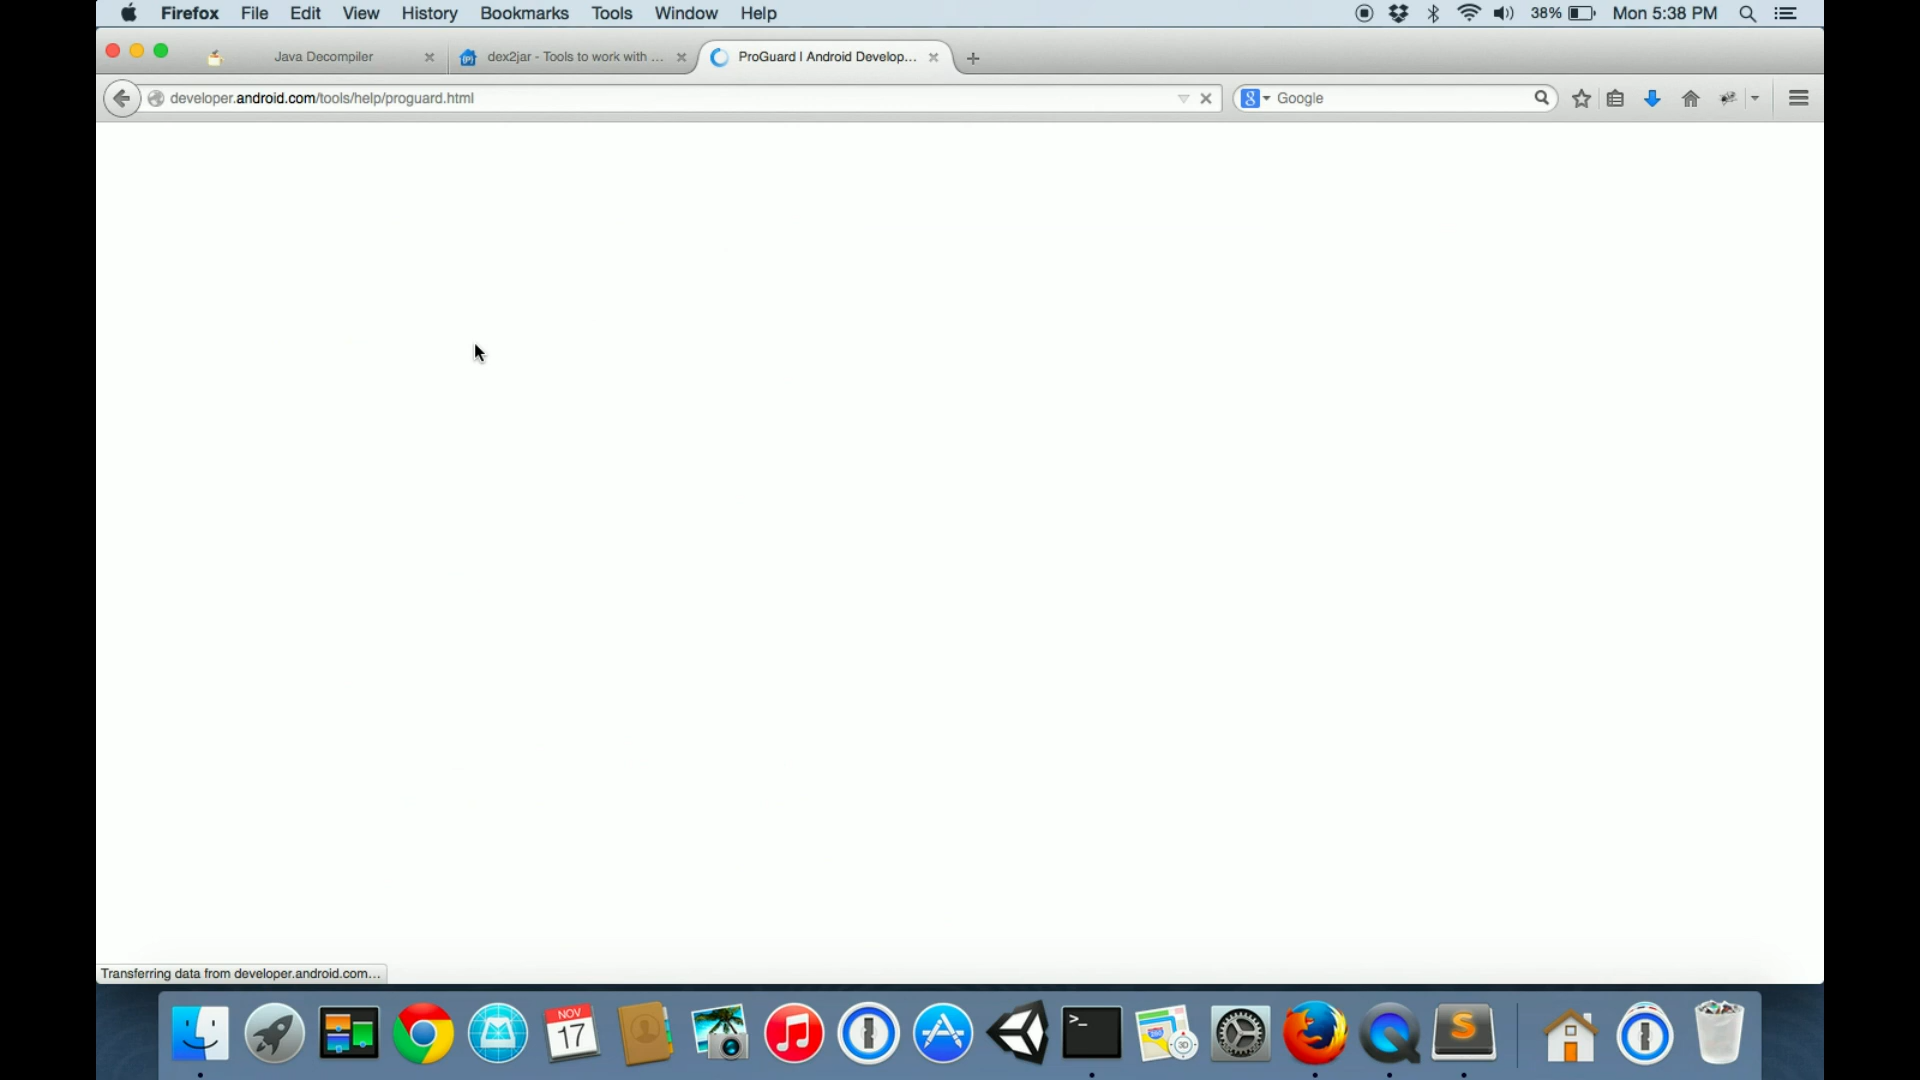 Firefox File Edit View History Bookmarks Tools Window Help 38% Mon 5:38 PM
Java Decompiler dex2jar - Tools to work with ... ProGuard | Android Develop...
developer.android.com/tools/help/proguard.html Google
Transferring data from developer.android.com...
NOV
17